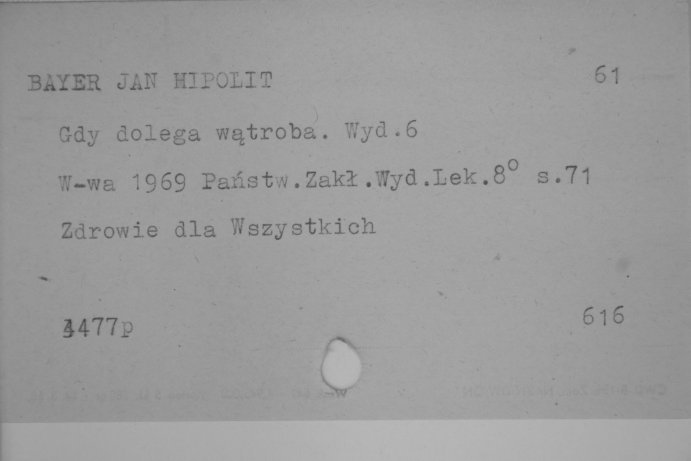 BAYER JAN HIPOLIT 61
Gdy dolega wątroba. Wyd.6
W-wa 1969 Państw.Zakł.Wyd.Lek.8° s.71
Zdrowie dla Wszystkich
4477p 616